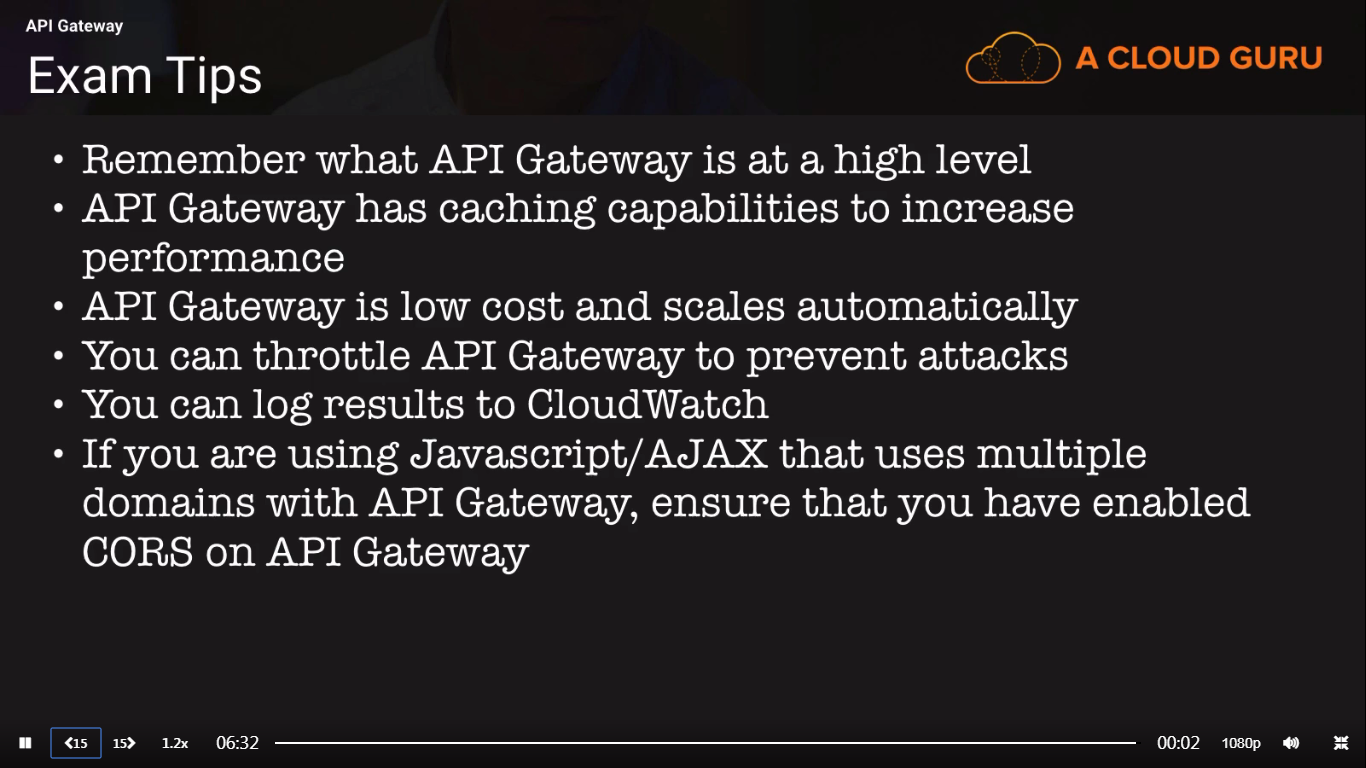 API Gateway
Exam Tips
A CLOUD GURU
• Remember what API Gateway is at a high level
• API Gateway has caching capabilities to increase
performance
• API Gateway is low cost and scales automatically
• You can throttle API Gateway to prevent attacks
• You can log results to CloudWatch
• If you are using Javascript/AJAX that uses multiple
domains with API Gateway, ensure that you have enabled
CORS on API Gateway
15 15 1.2x 06:32 00:02 1080p